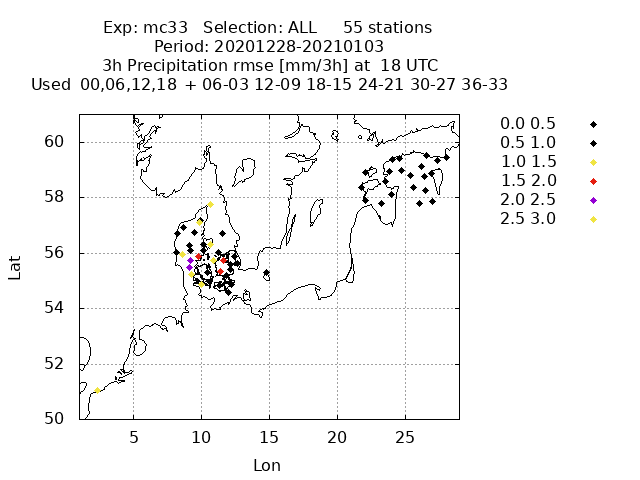 Exp: mc33 Selection: ALL 55 stations
Period: 20201228-20210103
3h Precipitation rmse [mm/3h] at 18 UTC
Used 00,06,12,18 + 06-03 12-09 18-15 24-21 30-27 36-33
0.0 0.5
0.5 1.0
1.0 1.5
1.5 2.0
2.0 2.5
2.5 3.0
60
58
56
54
52
50
Lat
5 10 15 20 25
Lon